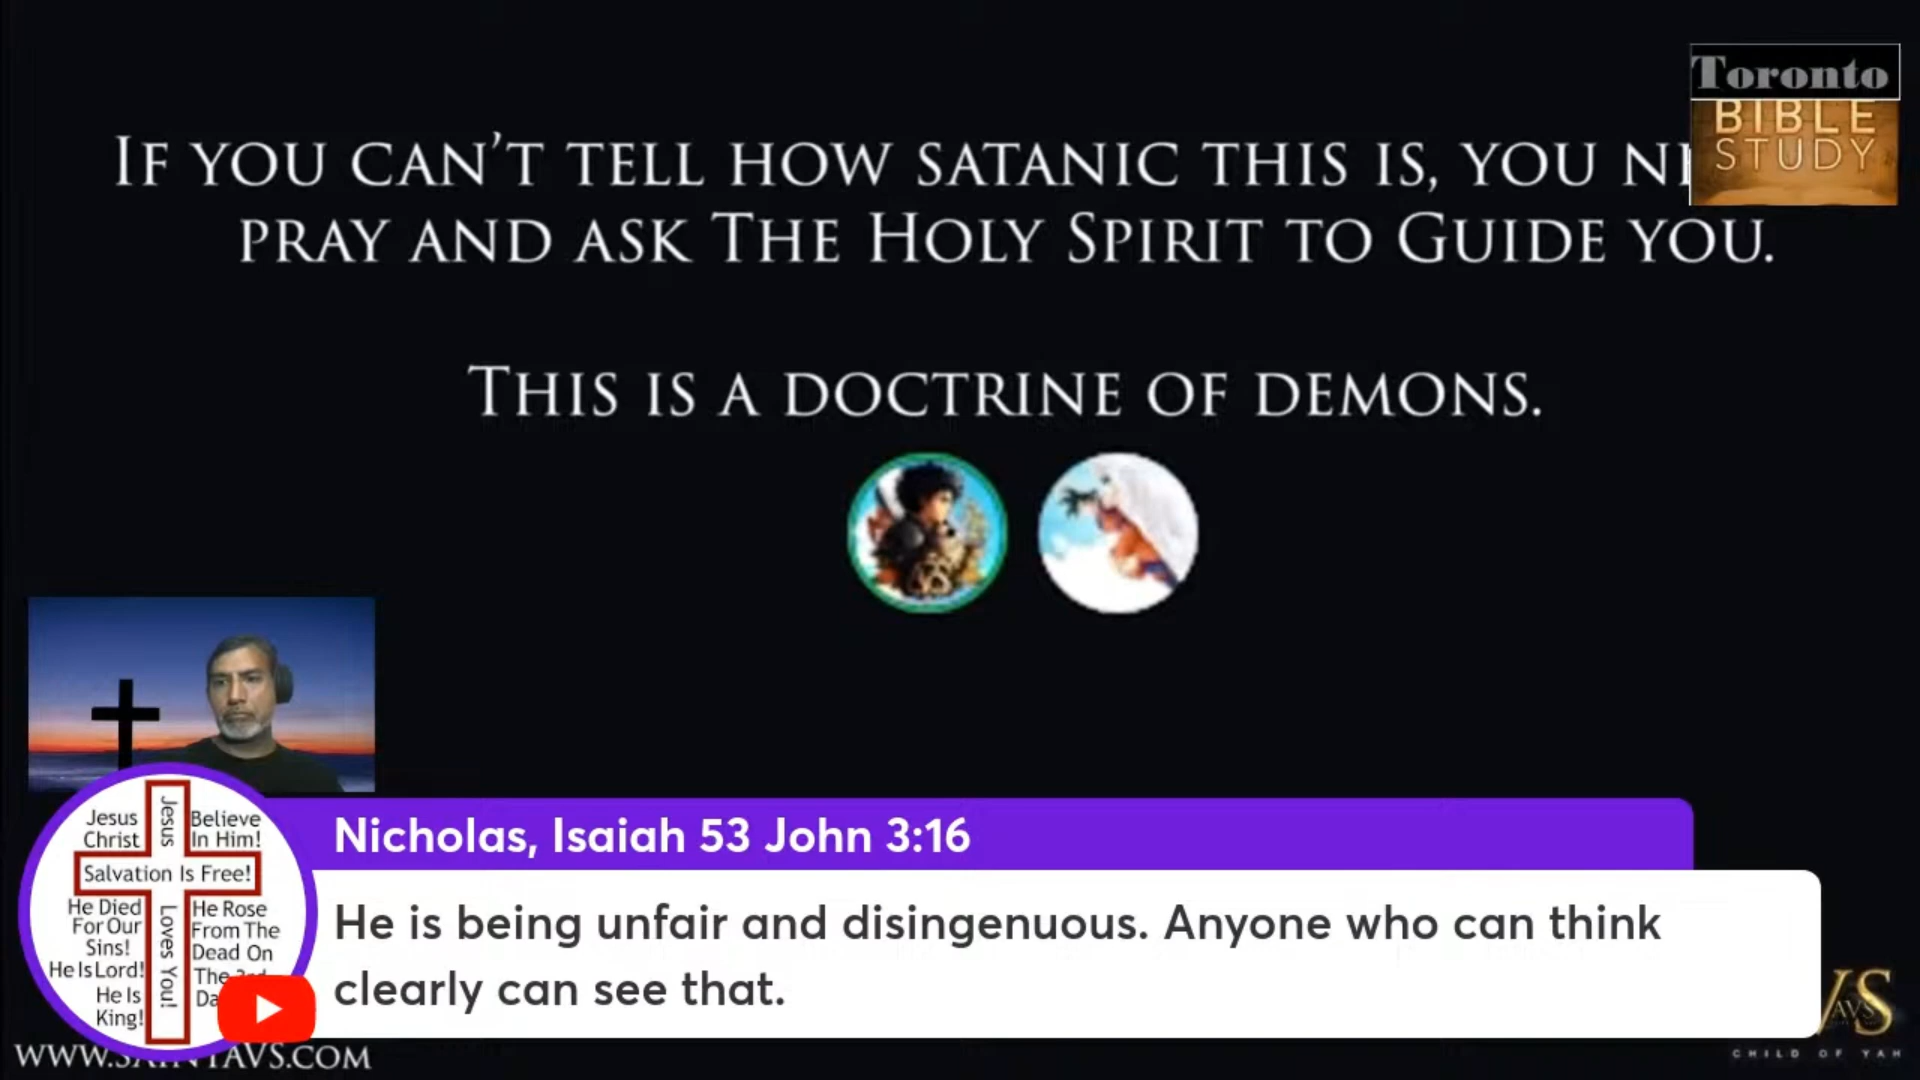 Toronto
BIBLE
STUDY
IF YOU CAN'T TELL HOW SATANIC THIS IS, YOU
PRAY AND ASK THE HOLY SPIRIT TO GUIDE YOU.
THIS IS A DOCTRINE OF DEMONS.
Nicholas, Isaiah 53 John 3:16
He is being unfair and disingenuous. Anyone who can think
clearly can see that.
Jesus
Christ
Jesus
Believe
In Him!
Salvation Is Free!
He Died
For Our
Sins!
He Is Lord!
He Is
King!
Loves You!
He Rose
From The
Dead On
The
VS
AVS
CHILD OF YAH